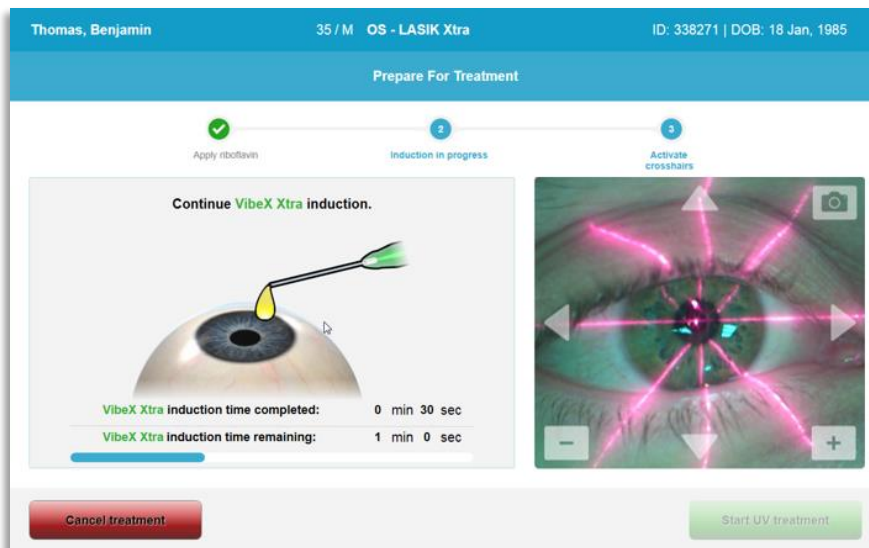 Thomas, Benjamin 35 / M OS - LASIK Xtra ID: 338271 | DOB: 18 Jan, 1985
Prepare For Treatment
2 3
Apply riboflavin Induction in progress Activate
crosshairs
Continue VibeX Xtra induction.
VibeX Xtra induction time completed: 0 min 30 sec
VibeX Xtra induction time remaining: 1 min 0 sec
Cancel treatment Start UV treatment